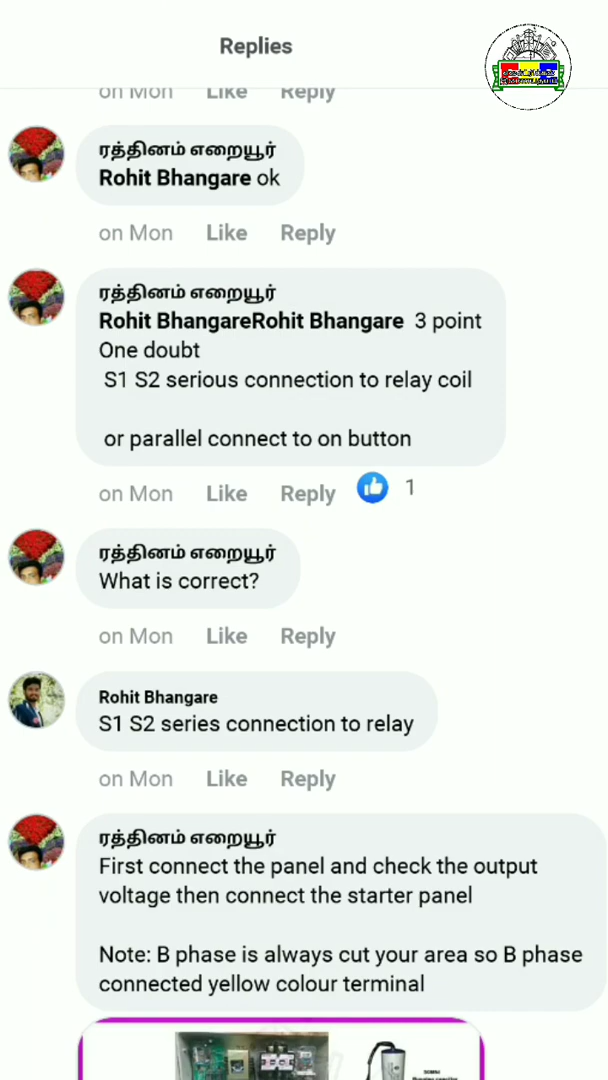 Replies
on Mon Like Reply
ரத்தினம் எறையூர்
Rohit Bhangare ok
on Mon Like Reply
ரத்தினம் எறையூர்
Rohit BhangareRohit Bhangare 3 point
One doubt
S1 S2 serious connection to relay coil
or parallel connect to on button
on Mon Like Reply 1
ரத்தினம் எறையூர்
What is correct?
on Mon Like Reply
Rohit Bhangare
S1 S2 series connection to relay
on Mon Like Reply
ரத்தினம் எறையூர்
First connect the panel and check the output
voltage then connect the starter panel
Note: B phase is always cut your area so B phase
connected yellow colour terminal